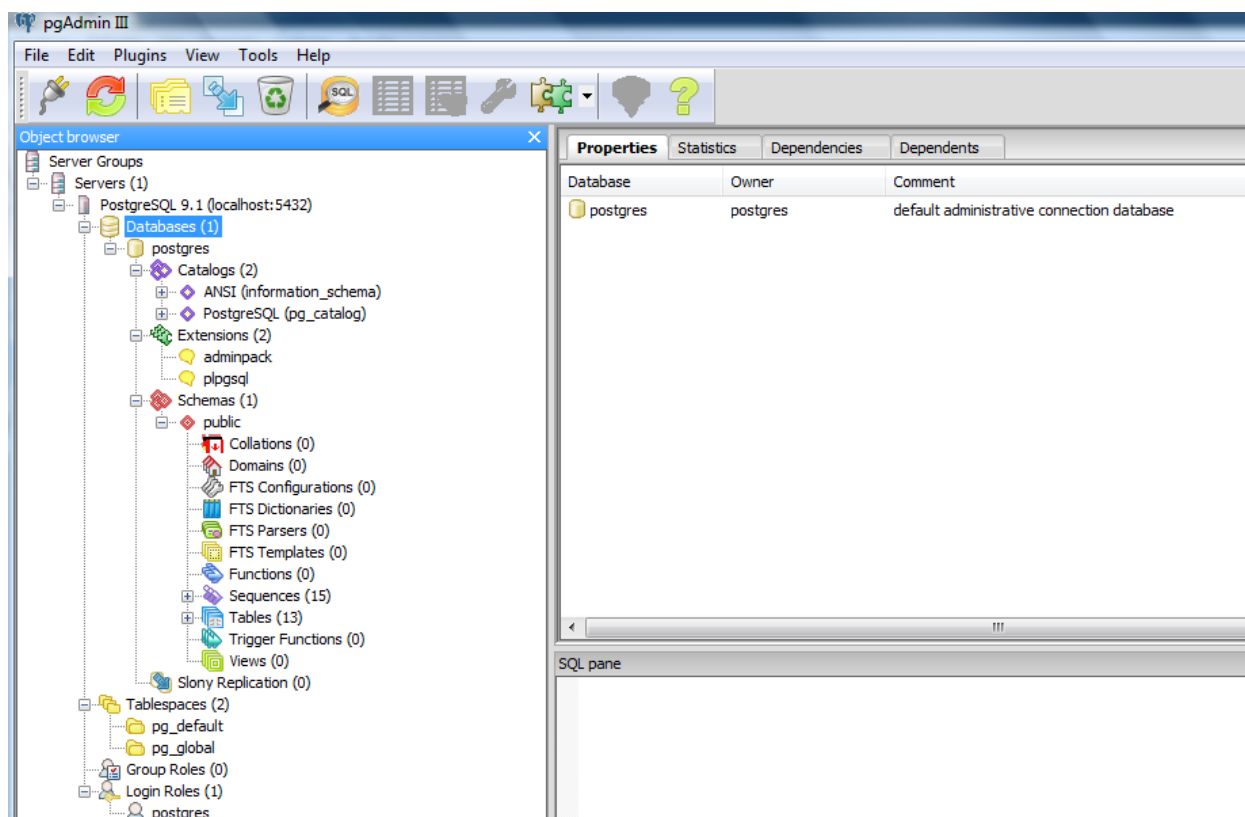 pgAdmin III
File Edit Plugins View Tools Help
SQL
Object browser
Server Groups
Servers (1)
PostgreSQL 9.1 (localhost:5432)
Databases (1)
postgres
Catalogs (2)
ANSI (information_schema)
PostgreSQL (pg_catalog)
Extensions (2)
adminpack
plpgsql
Schemas (1)
public
Collations (0)
Domains (0)
FTS Configurations (0)
FTS Dictionaries (0)
FTS Parsers (0)
FTS Templates (0)
Functions (0)
Sequences (15)
Tables (13)
Trigger Functions (0)
Views (0)
Slony Replication (0)
Tablespaces (2)
pg_default
pg_global
Group Roles (0)
Login Roles (1)
postgres
Properties Statistics Dependencies Dependents
Database Owner Comment
postgres postgres default administrative connection database
SQL pane